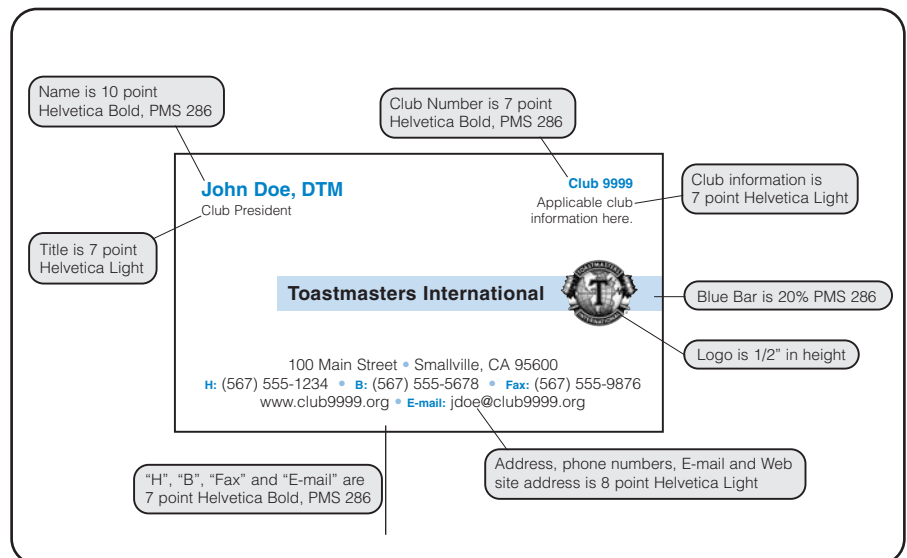 Name is 10 point
Helvetica Bold, PMS 286
Club Number is 7 point
Helvetica Bold, PMS 286
John Doe, DTM
Club President
Club 9999
Applicable club
information here.
Club information is
7 point Helvetica Light
Title is 7 point
Helvetica Light
Toastmasters International
TOASTMASTERS
T
INTERNATIONAL
Blue Bar is 20% PMS 286
Logo is 1/2” in height
100 Main Street • Smallville, CA 95600
H: (567) 555-1234 • B: (567) 555-5678 • Fax: (567) 555-9876
www.club9999.org • E-mail: jdoe@club9999.org
“H”, “B”, “Fax” and “E-mail” are
7 point Helvetica Bold, PMS 286
Address, phone numbers, E-mail and Web
site address is 8 point Helvetica Light